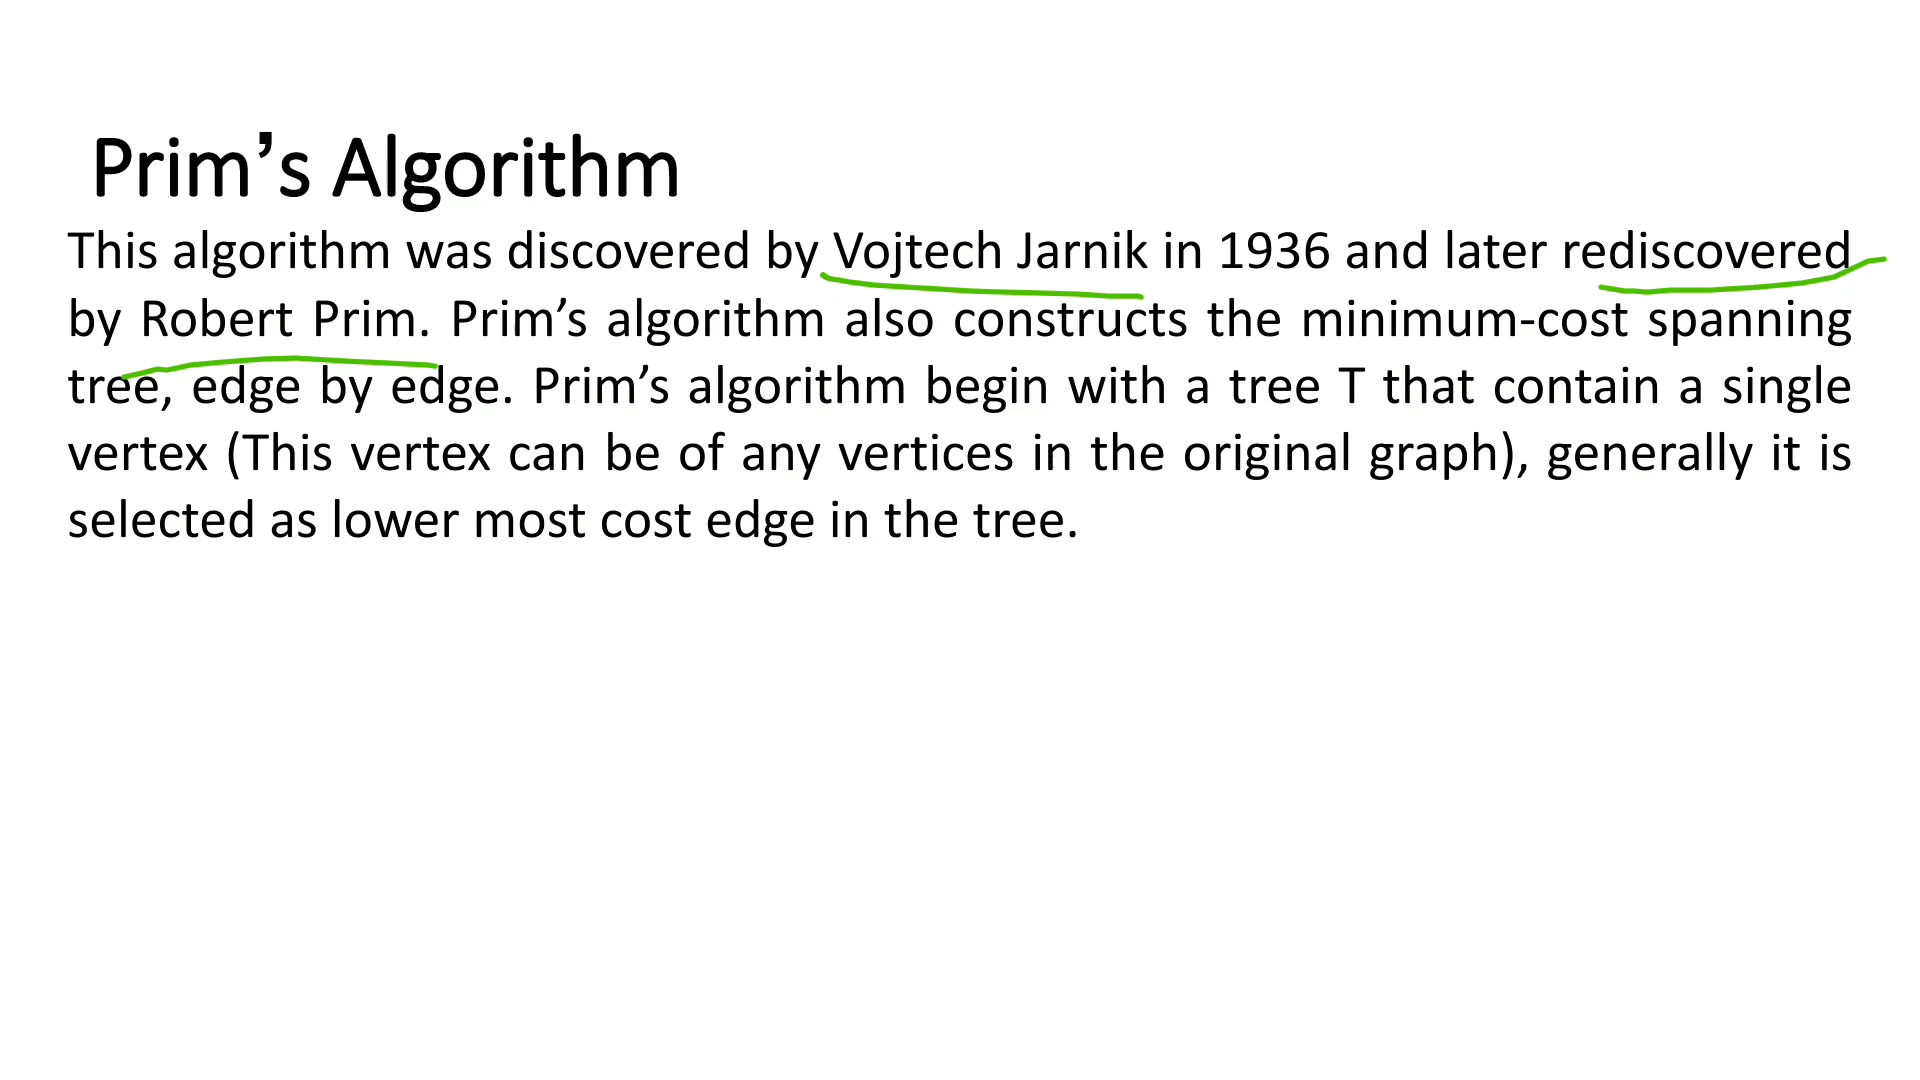 Prim’s Algorithm
This algorithm was discovered by Vojtech Jarnik in 1936 and later rediscovered
by Robert Prim. Prim’s algorithm also constructs the minimum-cost spanning
tree, edge by edge. Prim’s algorithm begin with a tree T that contain a single
vertex (This vertex can be of any vertices in the original graph), generally it is
selected as lower most cost edge in the tree.